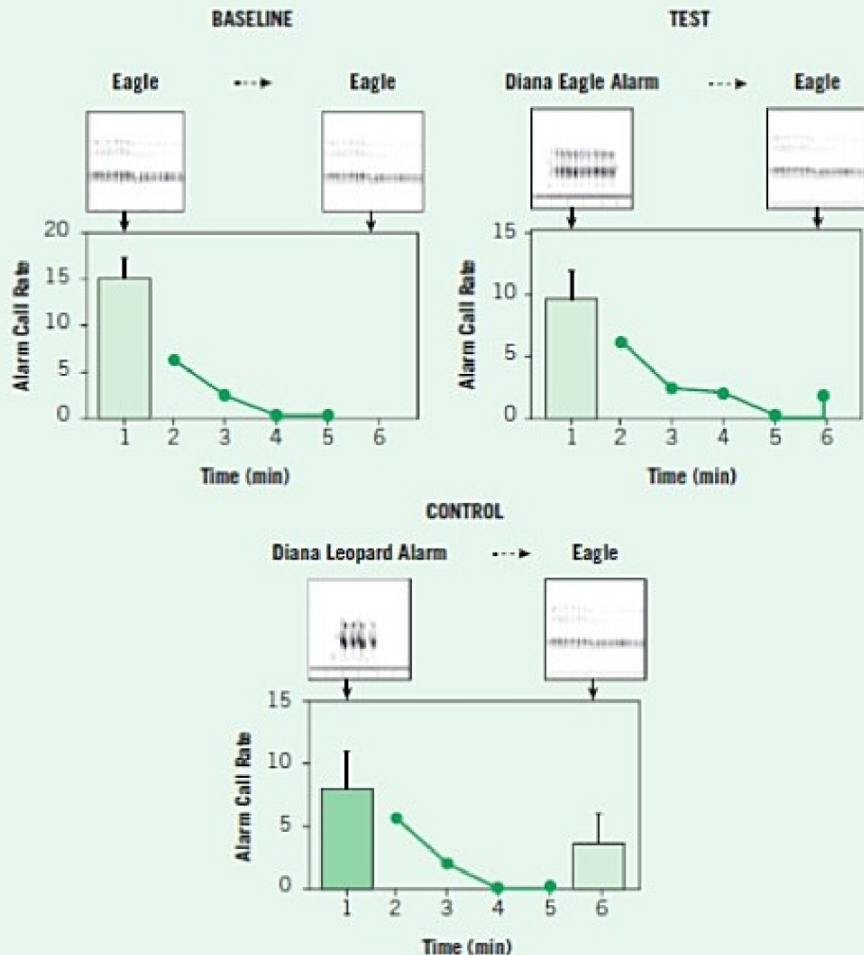 BASELINE
Eagle
Eagle
20
15
10
5
0
Alarm Call Rate
1 2 3 4 5 6
Time (min)
TEST
Diana Eagle Alarm
Eagle
15
10
5
0
Alarm Call Rate
1 2 3 4 5 6
Time (min)
CONTROL
Diana Leopard Alarm
Eagle
15
10
5
0
Alarm Call Rate
1 2 3 4 5 6
Time (min)